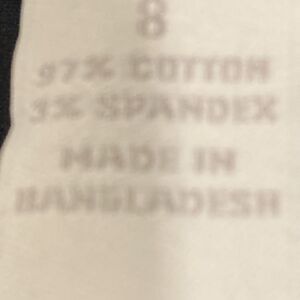 8
97% COTTON
3% SPANDEX
MADE IN
BANGLADESH